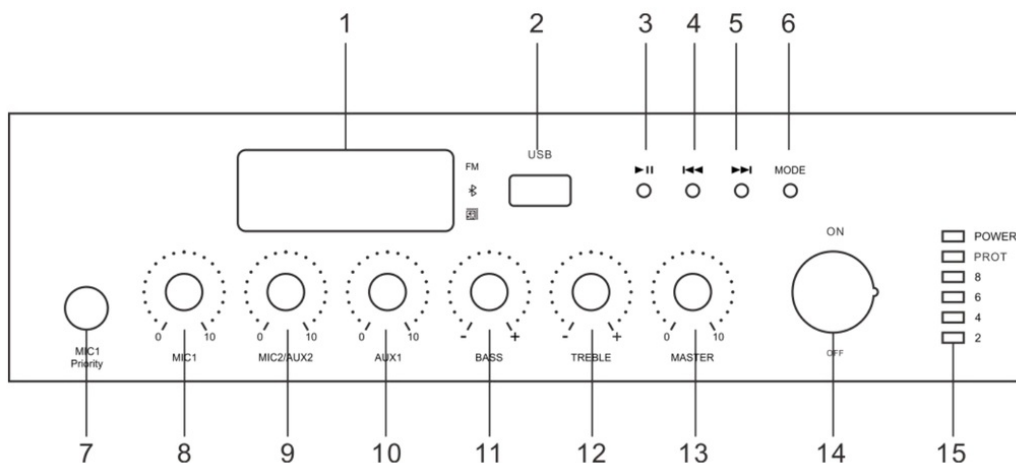 1 2 3 4 5 6
FM
USB
MODE
ON
OFF
POWER
PROT
8
6
4
2
MIC1
Priority
0 10
MIC1
0 10
MIC2/AUX2
0 10
AUX1
- +
BASS
- +
TREBLE
0 10
MASTER
7 8 9 10 11 12 13 14 15